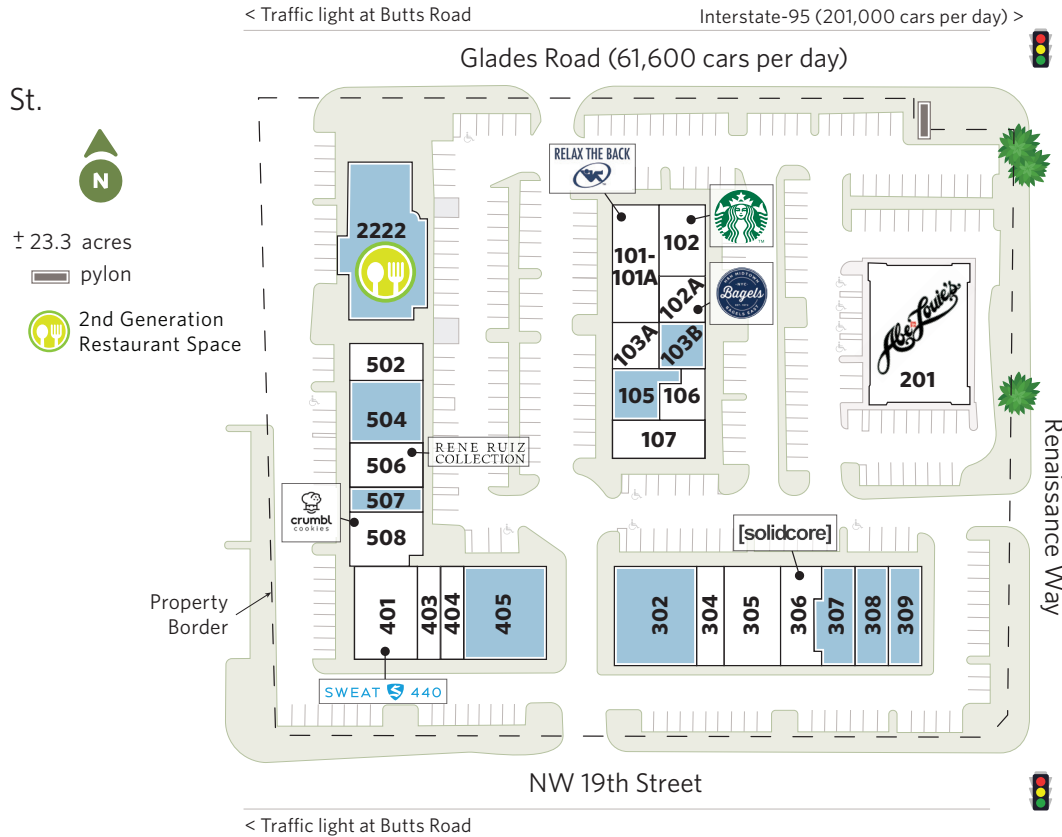 < Traffic light at Butts Road
Interstate-95 (201,000 cars per day) >
Glades Road (61,600 cars per day)
St.
N
± 23.3 acres
pylon
2nd Generation
Restaurant Space
2222
RELAX THE BACK
101-
101A
102
102A
Bagels
103A
103B
105
106
107
Abe & Louie's
201
502
504
506
RENE RUIZ
COLLECTION
507
508
crumbl
cookies
Property
Border
401
403
404
405
SWEAT 440
[solidcore]
302
304
305
306
307
308
309
Renaissance Way
NW 19th Street
< Traffic light at Butts Road